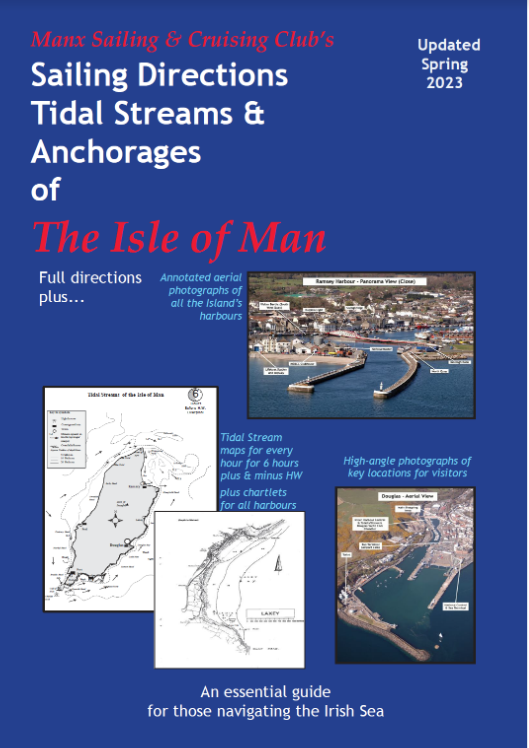 Manx Sailing & Cruising Club's
Updated
Spring
2023
Sailing Directions
Tidal Streams &
Anchorages
of
The Isle of Man
Full directions
plus...
Annotated aerial
photographs of
all the Island's
harbours
Ramsey Harbour - Panorama View (Close)
Tidal Streams of the Isle of Man
6
Tidal Stream
maps for every
hour for 6 hours
plus & minus HW
plus chartlets
for all harbours
High-angle photographs of
key locations for visitors
Douglas - Aerial View
LAXEY
An essential guide
for those navigating the Irish Sea